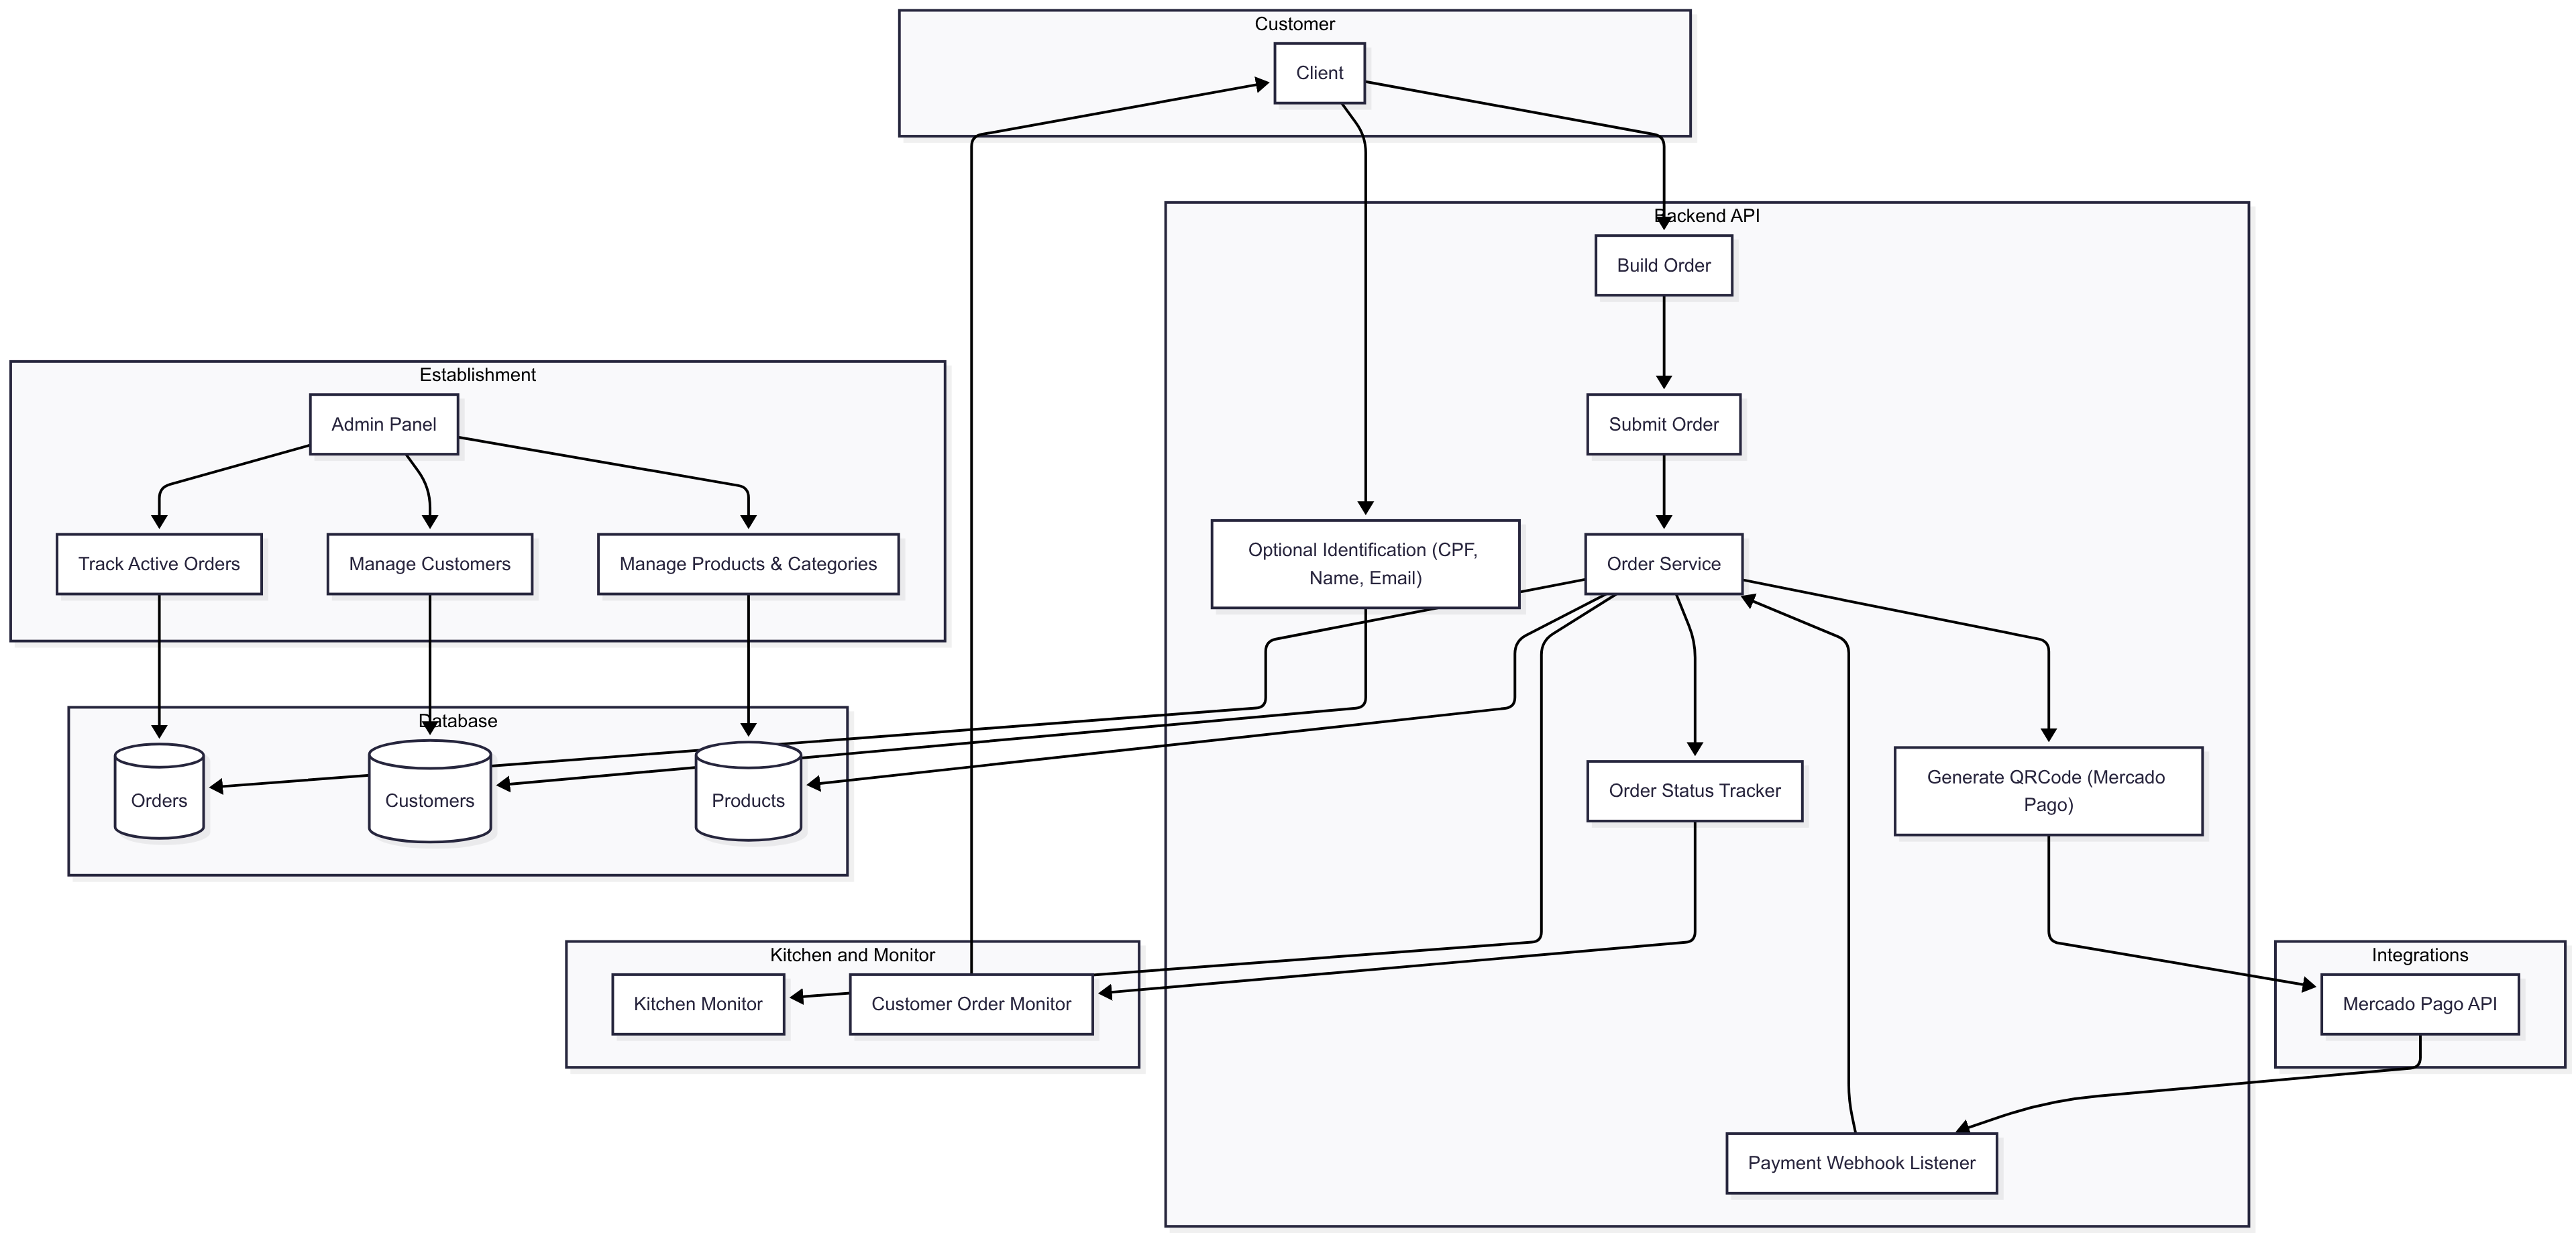 Customer
Client
Backend API
Build Order
Establishment
Admin Panel
Submit Order
Track Active Orders
Manage Customers
Manage Products & Categories
Optional Identification (CPF,
Name, Email)
Order Service
Database
Orders
Customers
Products
Order Status Tracker
Generate QRCode (Mercado
Pago)
Kitchen and Monitor
Kitchen Monitor
Customer Order Monitor
Integrations
Mercado Pago API
Payment Webhook Listener